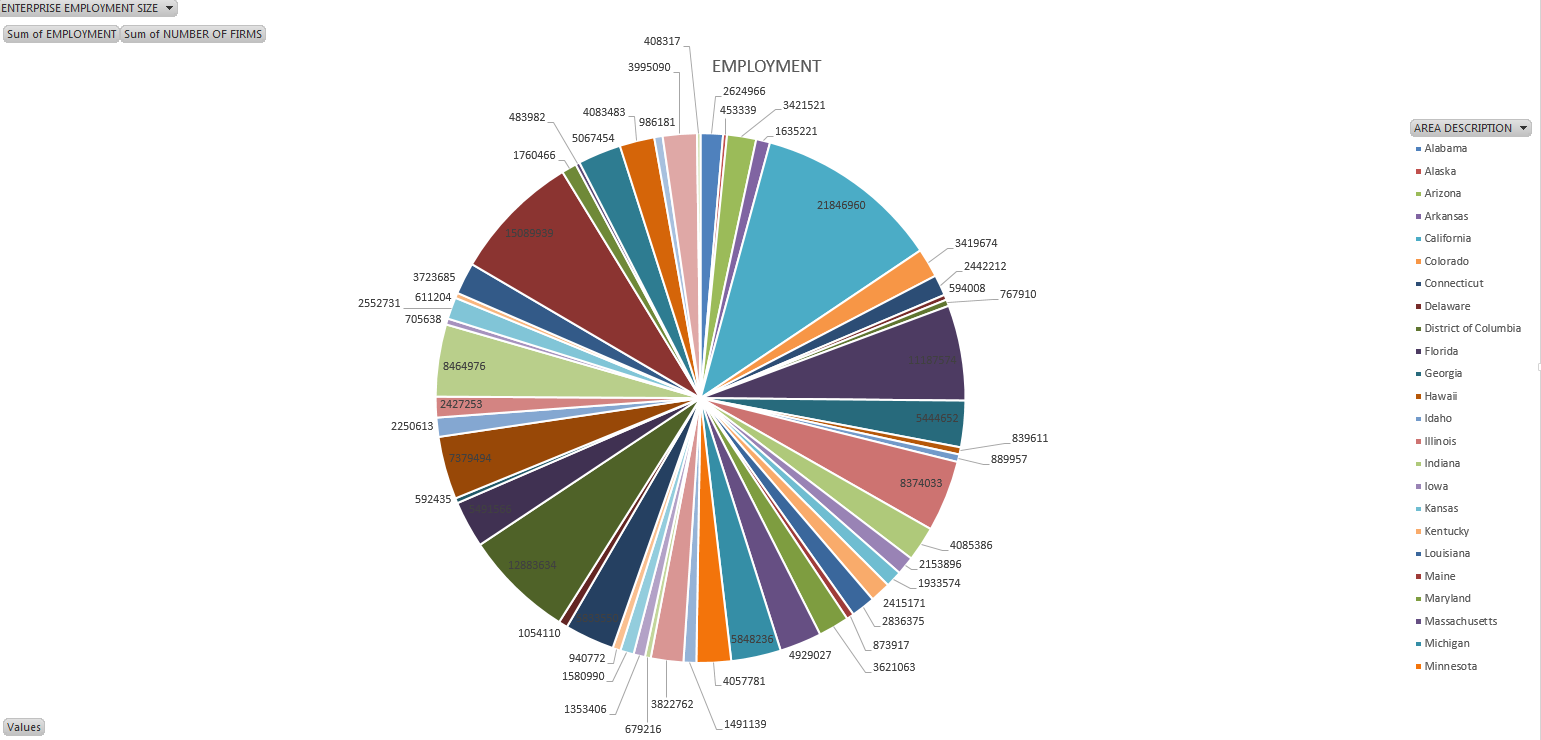 ENTERPRISE EMPLOYMENT SIZE
Sum of EMPLOYMENT
Sum of NUMBER OF FIRMS
EMPLOYMENT
408317
3995090
2624966
453339
3421521
1635221
4083483
986181
483982
5067454
1760466
21846960
3419674
2442212
594008
767910
15085939
3723685
611204
2552731
705638
8464976
2427253
2250613
7379494
592435
12883634
1054110
940772
1580990
1353406
679216
3822762
1491139
4057781
5848236
4929027
3621063
873917
2836375
2415171
1933574
2153896
4085386
8374033
889957
839611
5444652
AREA DESCRIPTION
Alabama
Alaska
Arizona
Arkansas
California
Colorado
Connecticut
Delaware
District of Columbia
Florida
Georgia
Hawaii
Idaho
Illinois
Indiana
Iowa
Kansas
Kentucky
Louisiana
Maine
Maryland
Massachusetts
Michigan
Minnesota
Values